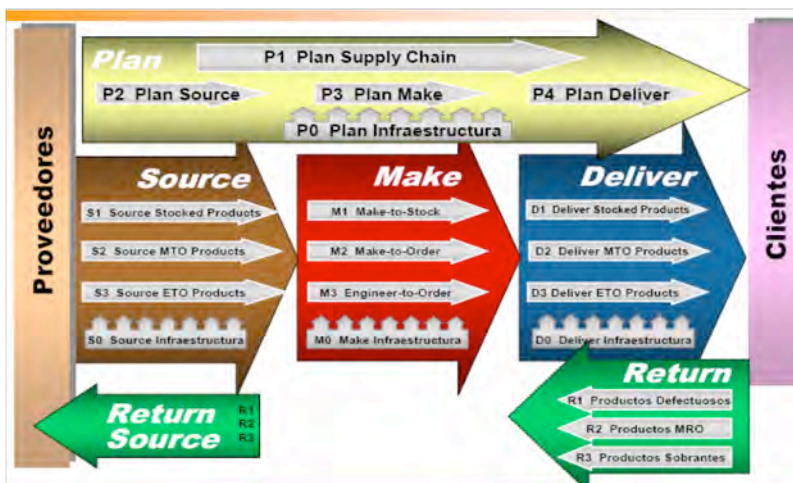 Proveedores
Plan
P1 Plan Supply Chain
P2 Plan Source
P3 Plan Make
P4 Plan Deliver
P0 Plan Infraestructura
Source
S1 Source Stocked Products
S2 Source MTO Products
S3 Source ETO Products
S0 Source Infraestructura
Make
M1 Make-to-Stock
M2 Make-to-Order
M3 Engineer-to-Order
M0 Make Infraestructura
Deliver
D1 Deliver Stocked Products
D2 Deliver MTO Products
D3 Deliver ETO Products
D0 Deliver Infraestructura
Clientes
Return
Source
R1
R2
R3
Return
R1 Productos Defectuosos
R2 Productos MRO
R3 Productos Sobrantes